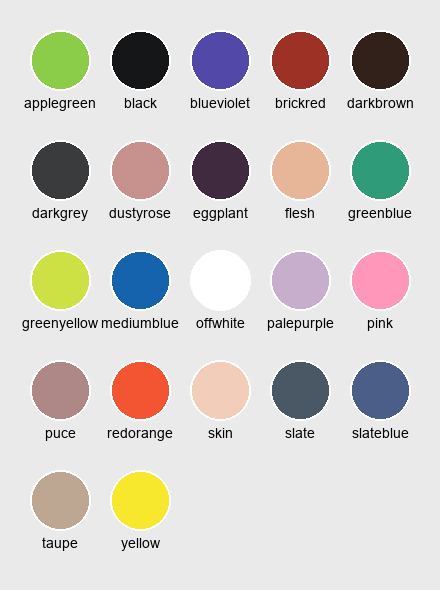 applegreen black blueviolet brickred darkbrown
darkgrey dustyrose eggplant flesh greenblue
greenyellow mediumblue offwhite palepurple pink
puce redorange skin slate slateblue
taupe yellow